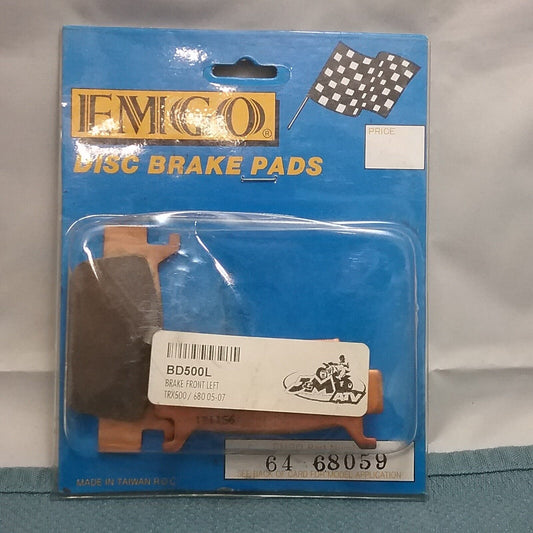 EMGO®
DISC BRAKE PADS
PRICE
BD500L
BRAKE FRONT LEFT
TRX500 / 680 05-07
ATV
64-68059
SEE BACK OF CARD FOR MODEL APPLICATION
MADE IN TAIWAN R.O.C